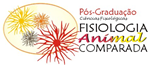 Pós-Graduação
Ciências Fisiológicas
FISIOLOGIA
Animal
COMPARADA